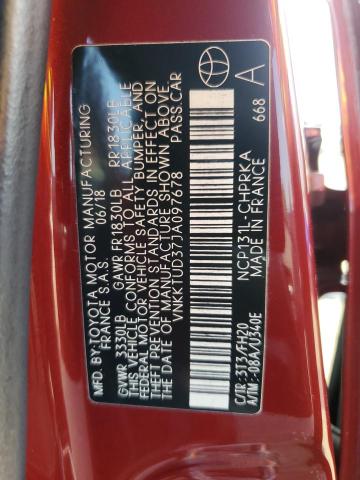 MFD. BY:TOYOTA MOTOR MANUFACTURING
FRANCE S.A.S. 06/18
GVWR 3330LB GAWR FR1830LB RR1830LB
THIS VEHICLE CONFORMS TO ALL APPLICABLE
FEDERAL MOTOR VEHICLE SAFETY AND
THEFT PREVENTION STANDARDS IN EFFECT ON
THE DATE OF MANUFACTURE SHOWN ABOVE.
VNKKTUD37JA097678 PASS.CAR
C/TR:3T3/FH20 NCP131L-CHPRKA
A/TM:-08A/U340E MADE IN FRANCE
668
A